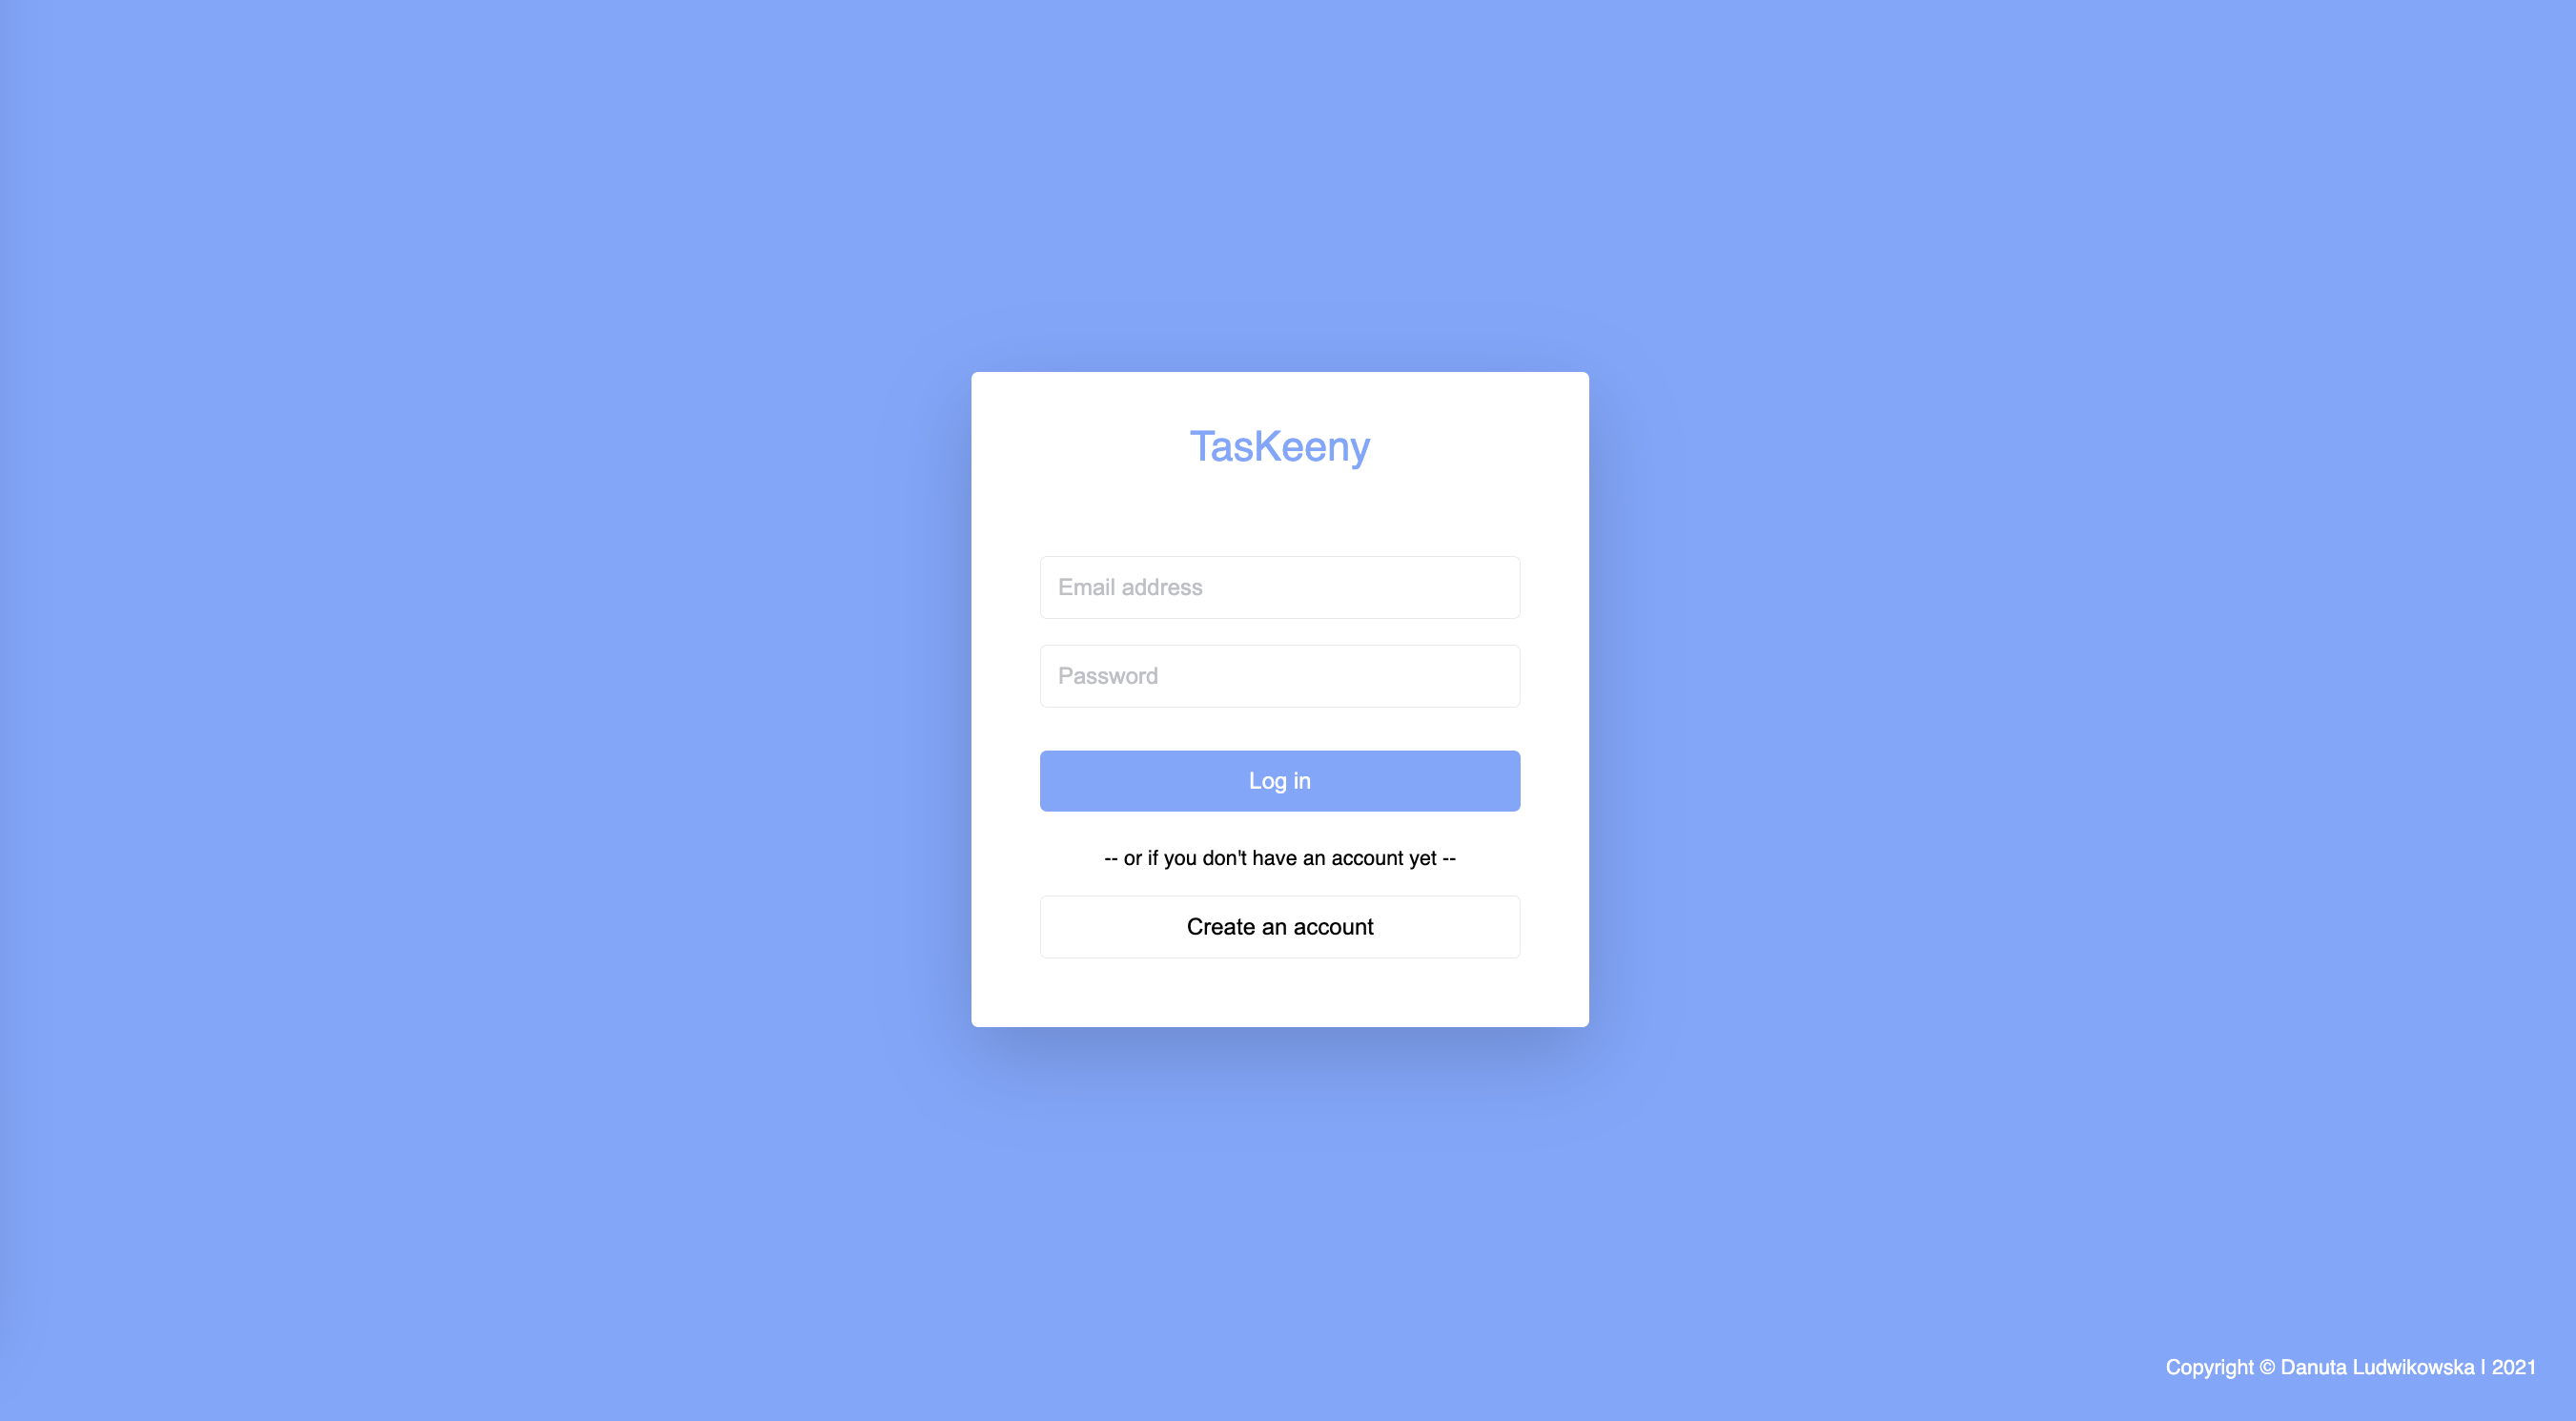 TasKeeny
Email address
Password
Log in
-- or if you don't have an account yet --
Create an account
Copyright © Danuta Ludwikowska | 2021